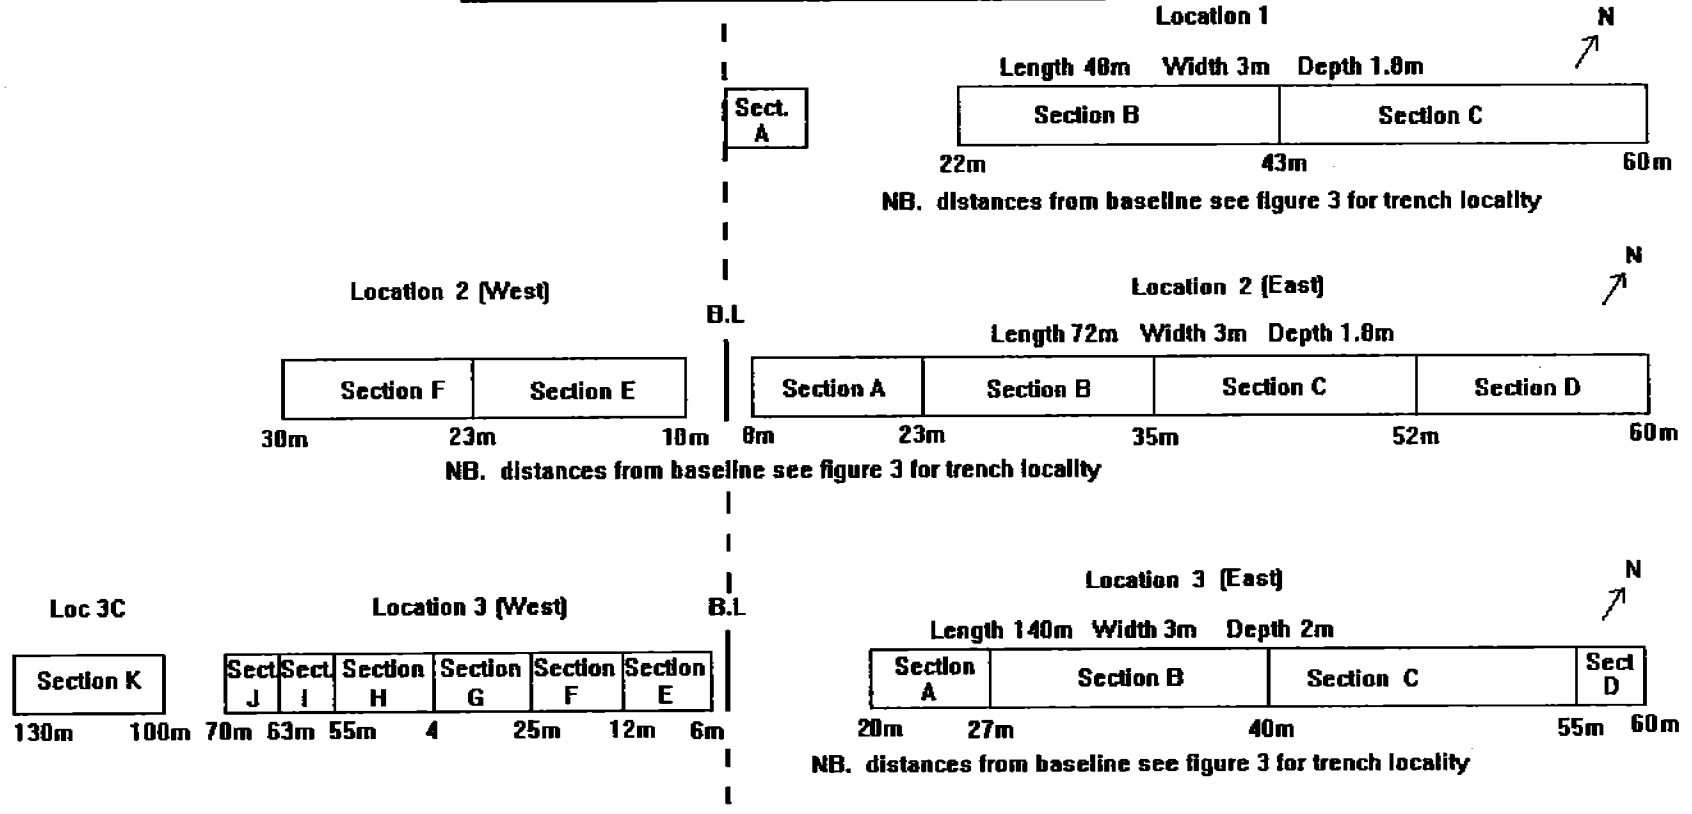 Location 1
N
Length 48m Width 3m Depth 1.8m
Sect.
A
Section B
Section C
22m 43m 60m
NB. distances from baseline see figure 3 for trench locality
N
Location 2 (West)
Location 2 (East)
B.L
Length 72m Width 3m Depth 1.8m
Section F
Section E
Section A
Section B
Section C
Section D
30m 23m 10m 8m 23m 35m 52m 60m
NB. distances from baseline see figure 3 for trench locality
N
Loc 3C
Location 3 (West)
B.L
Location 3 (East)
Length 140m Width 3m Depth 2m
Section K
Sect
J
Sect
I
Section
H
Section
G
Section
F
Section
E
Section
A
Section B
Section C
Sect
D
130m 100m 70m 63m 55m 4 25m 12m 6m 20m 27m 40m 55m 60m
NB. distances from baseline see figure 3 for trench locality